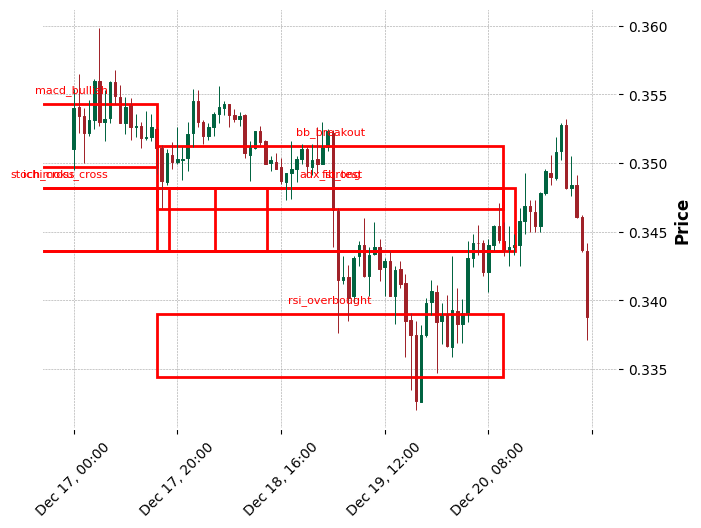 0.360
macd_bullish
0.355
bb_breakout
0.350
stoch_cross
adx_strong
0.345
Price
0.340
rsi_overbought
0.335
Dec 17, 00:00
Dec 17, 20:00
Dec 18, 16:00
Dec 19, 12:00
Dec 20, 08:00